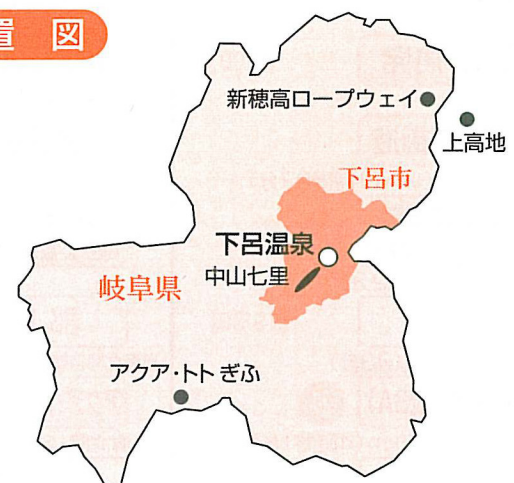 置 図
新穂高ロープウェイ
上高地
下呂市
下呂温泉
中山七里
岐阜県
アクア・トト ぎふ